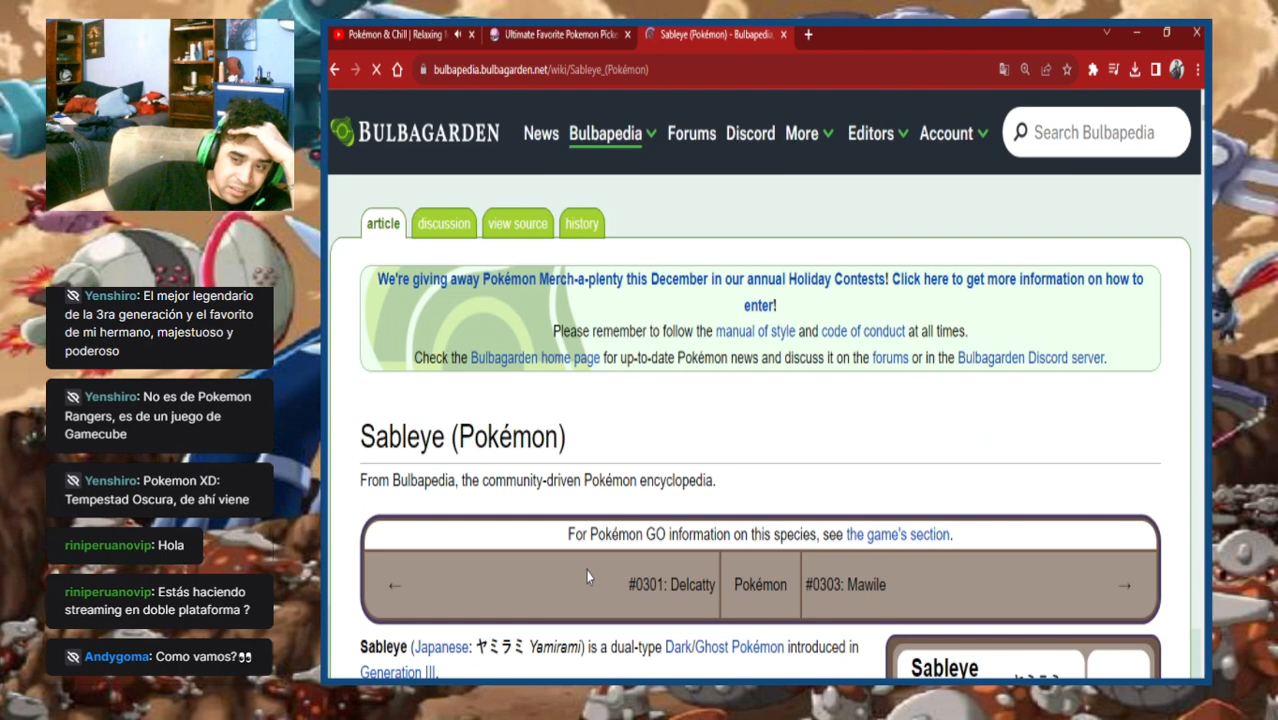 Pokémon & Chill | Relaxing
Ultimate Favorite Pokemon Picke
Sableye (Pokémon) - Bulbapedia,
bulbapedia.bulbagarden.net/wiki/Sableye_(Pokémon)
BULBAGARDEN
News Bulbapedia Forums Discord More Editors Account
Search Bulbapedia
article discussion view source history
We're giving away Pokémon Merch-a-plenty this December in our annual Holiday Contests! Click here to get more information on how to
enter!
Please remember to follow the manual of style and code of conduct at all times.
Check the Bulbagarden home page for up-to-date Pokémon news and discuss it on the forums or in the Bulbagarden Discord server.
Sableye (Pokémon)
From Bulbapedia, the community-driven Pokémon encyclopedia.
For Pokémon GO information on this species, see the game's section.
← #0301: Delcatty Pokémon #0303: Mawile →
Sableye (Japanese: ヤミラミ Yamirami) is a dual-type Dark/Ghost Pokémon introduced in
Generation III.
Sableye
Yenshiro: El mejor legendario
de la 3ra generación y el favorito
de mi hermano, majestuoso y
poderoso
Yenshiro: No es de Pokemon
Rangers, es de un juego de
Gamecube
Yenshiro: Pokemon XD:
Tempestad Oscura, de ahí viene
riniperuanovip: Hola
riniperuanovip: Estás haciendo
streaming en doble plataforma ?
Andygoma: Como vamos?👀